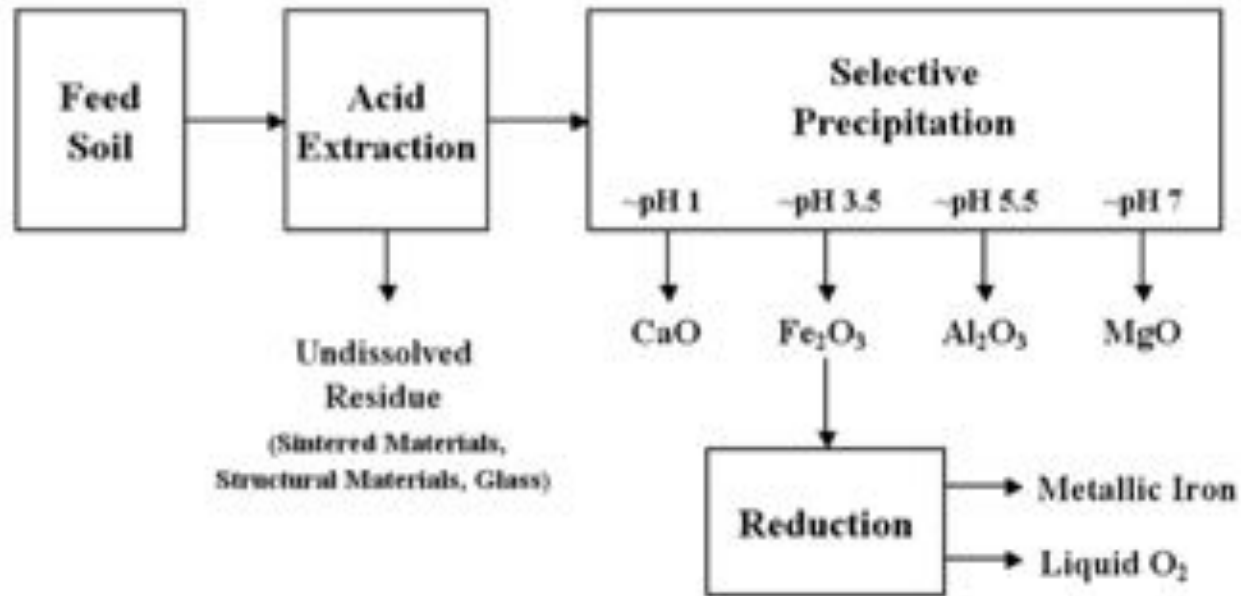 Feed
Soil
Acid
Extraction
Selective
Precipitation
~pH 1
~pH 3.5
~pH 5.5
~pH 7
Undissolved
Residue
(Sintered Materials,
Structural Materials, Glass)
CaO
Fe₂O₃
Al₂O₃
MgO
Reduction
Metallic Iron
Liquid O₂